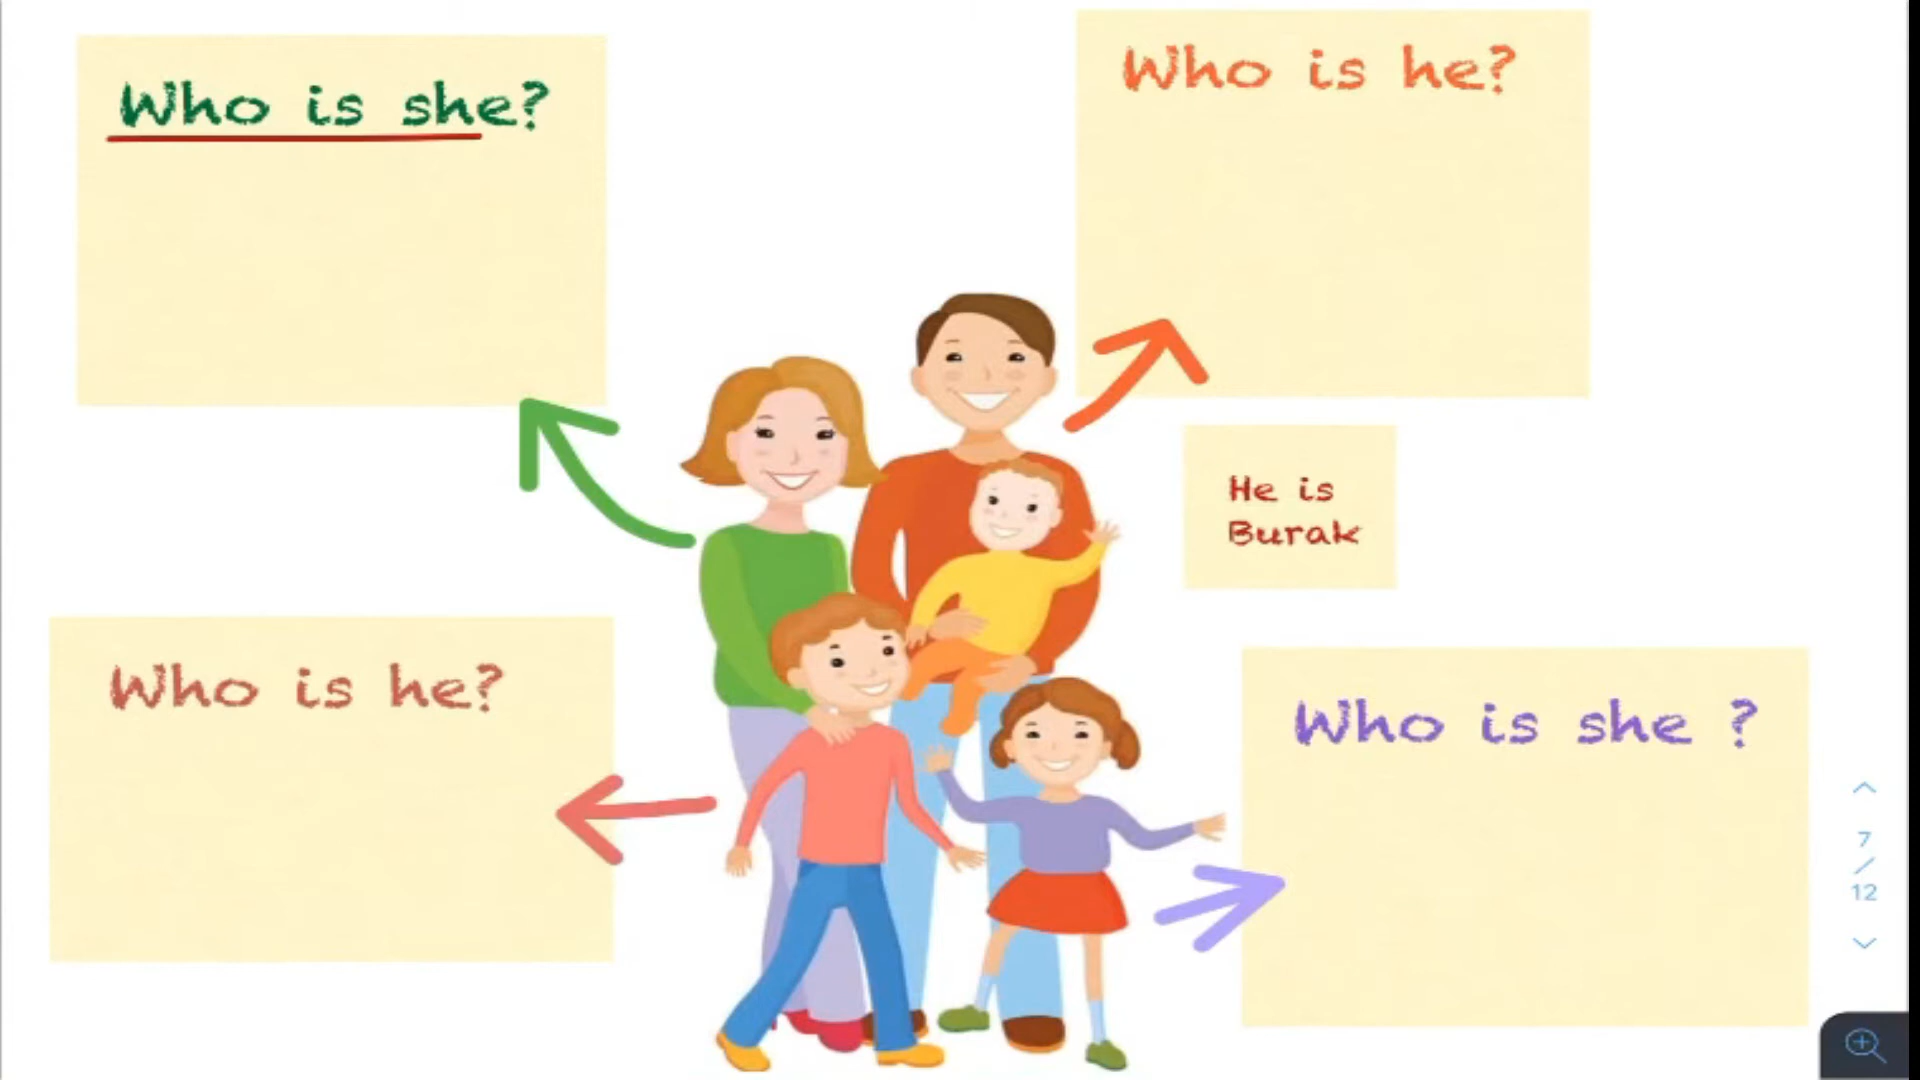 Who is she?
Who is he?
He is
Burak
Who is he?
Who is she ?
7
/
12